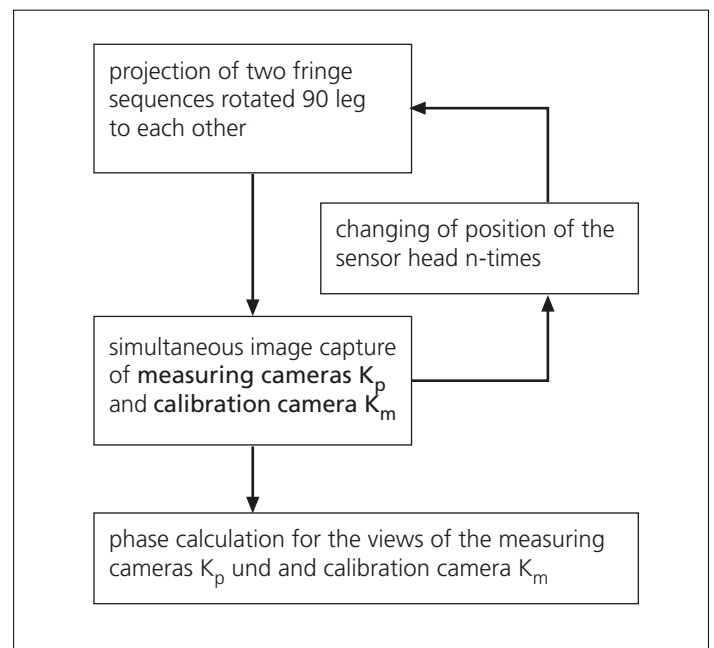 projection of two fringe
sequences rotated 90 leg
to each other
changing of position of the
sensor head n-times
simultaneous image capture
of measuring cameras Kp
and calibration camera Km
phase calculation for the views of the measuring
cameras Kp und and calibration camera Km